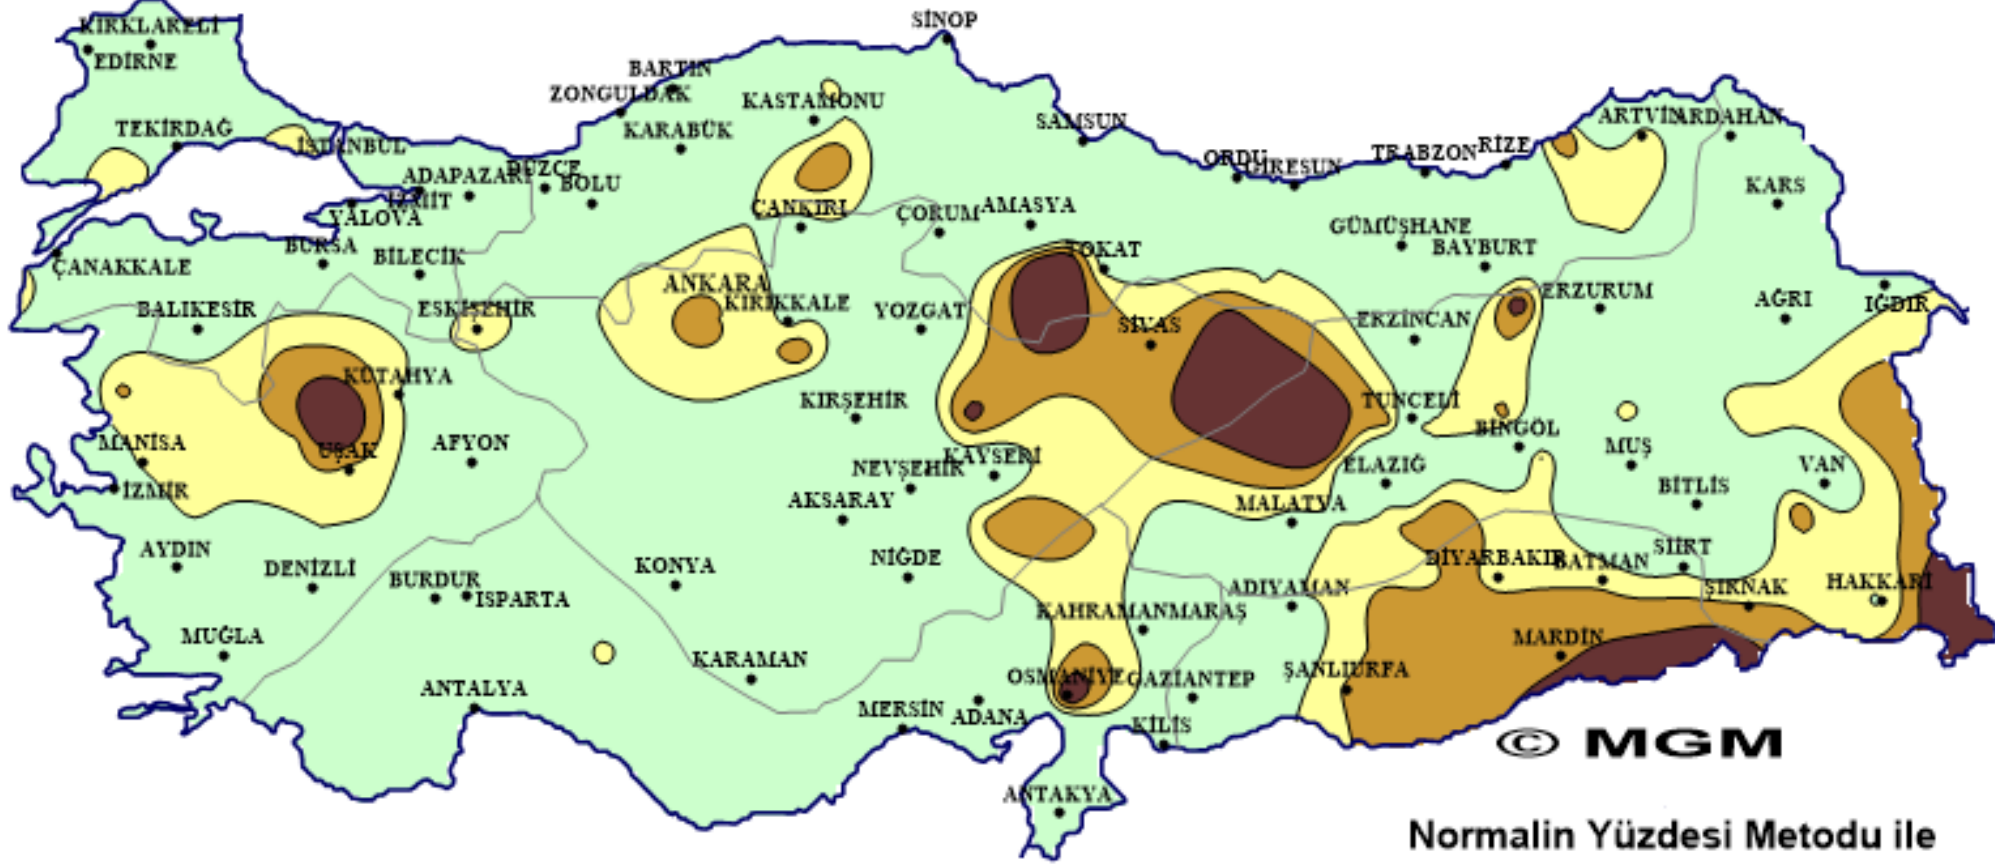 SİNOP
KIRKLARELİ
EDİRNE
BARTIN
ZONGULDAK
KASTAMONU
TEKİRDAĞ
İSTANBUL
KARABÜK
SAMSUN
ARTVİN
ARDAHAN
ADAPAZARI
DÜZCE
BOLU
İZMİT
YALOVA
ORDU
GİRESUN
TRABZON
RİZE
KARS
ÇANKIRI
ÇORUM
AMASYA
GÜMÜŞHANE
BAYBURT
BURSA
BİLECİK
TOKAT
ÇANAKKALE
ANKARA
KIRIKKALE
ERZURUM
AĞRI
IĞDIR
BALIKESİR
ESKİŞEHİR
YOZGAT
SİVAS
ERZİNCAN
KÜTAHYA
KIRŞEHİR
TUNCELİ
BİNGÖL
MANİSA
UŞAK
AFYON
NEVŞEHİR
KAYSERİ
ELAZIĞ
MUŞ
VAN
İZMİR
AKSARAY
MALATYA
BİTLİS
AYDIN
DENİZLİ
BURDUR
ISPARTA
KONYA
NİĞDE
ADIYAMAN
DİYARBAKIR
BATMAN
SİİRT
ŞIRNAK
HAKKARİ
KAHRAMANMARAŞ
MUĞLA
KARAMAN
MARDİN
ANTALYA
OSMANİYE
GAZİANTEP
ŞANLIURFA
MERSİN
ADANA
KİLİS
© MGM
ANTAKYA
Normalin Yüzdesi Metodu ile